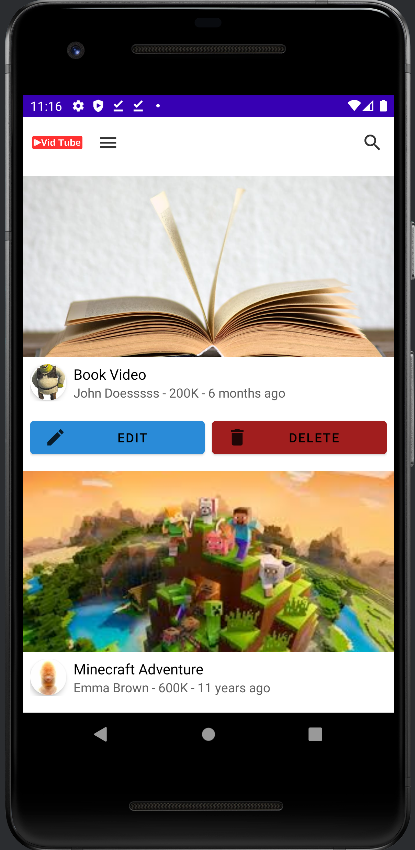 11:16
Vid Tube
Book Video
John Doesssss - 200K - 6 months ago
EDIT
DELETE
Minecraft Adventure
Emma Brown - 600K - 11 years ago